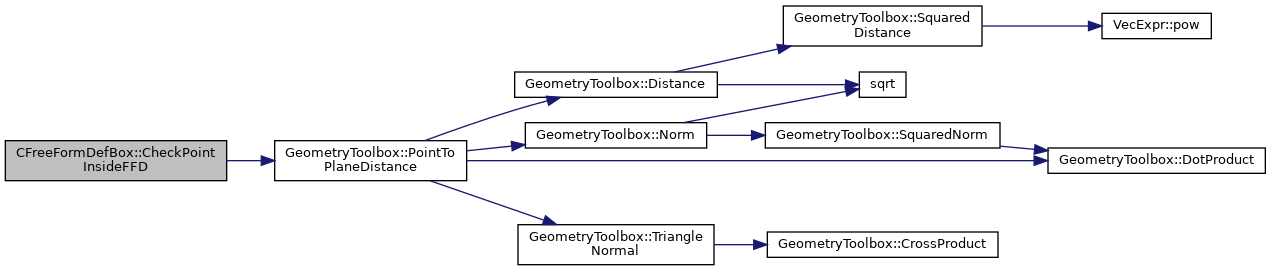 CFreeFormDefBox::CheckPoint
InsideFFD
GeometryToolbox::PointTo
PlaneDistance
GeometryToolbox::Distance
GeometryToolbox::Squared
Distance
VecExpr::pow
sqrt
GeometryToolbox::Norm
GeometryToolbox::SquaredNorm
GeometryToolbox::DotProduct
GeometryToolbox::Triangle
Normal
GeometryToolbox::CrossProduct